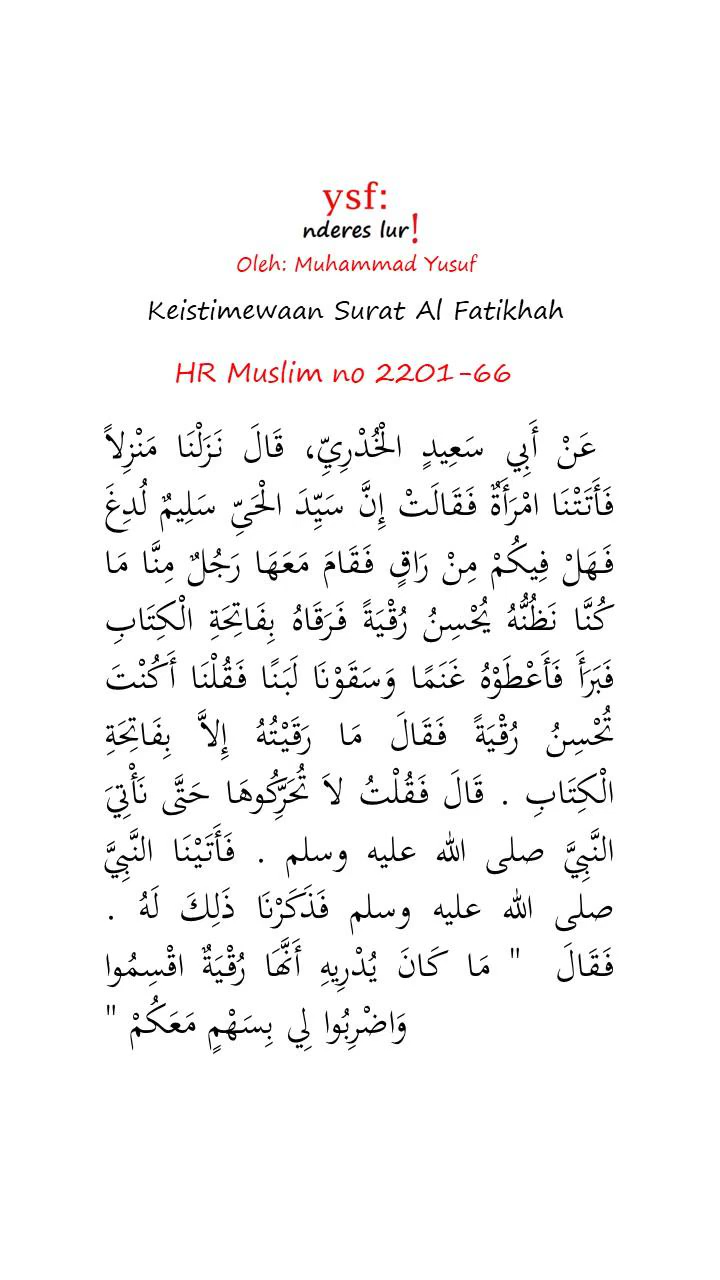 ysf:
nderes lur!
Oleh: Muhammad Yusuf
Keistimewaan Surat Al Fatikhah
HR Muslim no 2201-66
عَنْ أَبِي سَعِيدٍ الْخُدْرِيِّ، قَالَ نَزَلْنَا مَنْزِلاً
فَأَتَتْنَا امْرَأَةٌ فَقَالَتْ إِنَّ سَيِّدَ الْحَيِّ سَلِيمٌ لُدِغَ
فَهَلْ فِيكُمْ مِنْ رَاقٍ فَقَامَ مَعَهَا رَجُلٌ مِنَّا مَا
كُنَّا نَظُنُّهُ يُحْسِنُ رُقْيَةً فَرَقَاهُ بِفَاتِحَةِ الْكِتَابِ
فَبَرَأَ فَأَعْطَوْهُ غَنَمًا وَسَقَوْنَا لَبَنًا فَقُلْنَا أَكُنْتَ
تُحْسِنُ رُقْيَةً فَقَالَ مَا رَقَيْتُهُ إِلاَّ بِفَاتِحَةِ
الْكِتَابِ . قَالَ فَقُلْتُ لاَ تُحَرِّكُوهَا حَتَّى نَأْتِيَ
النَّبِيَّ صلى الله عليه وسلم . فَأَتَيْنَا النَّبِيَّ
صلى الله عليه وسلم فَذَكَرْنَا ذَلِكَ لَهُ .
فَقَالَ " مَا كَانَ يُدْرِيهِ أَنَّهَا رُقْيَةٌ اقْسِمُوا
وَاضْرِبُوا لِي بِسَهْمٍ مَعَكُمْ "